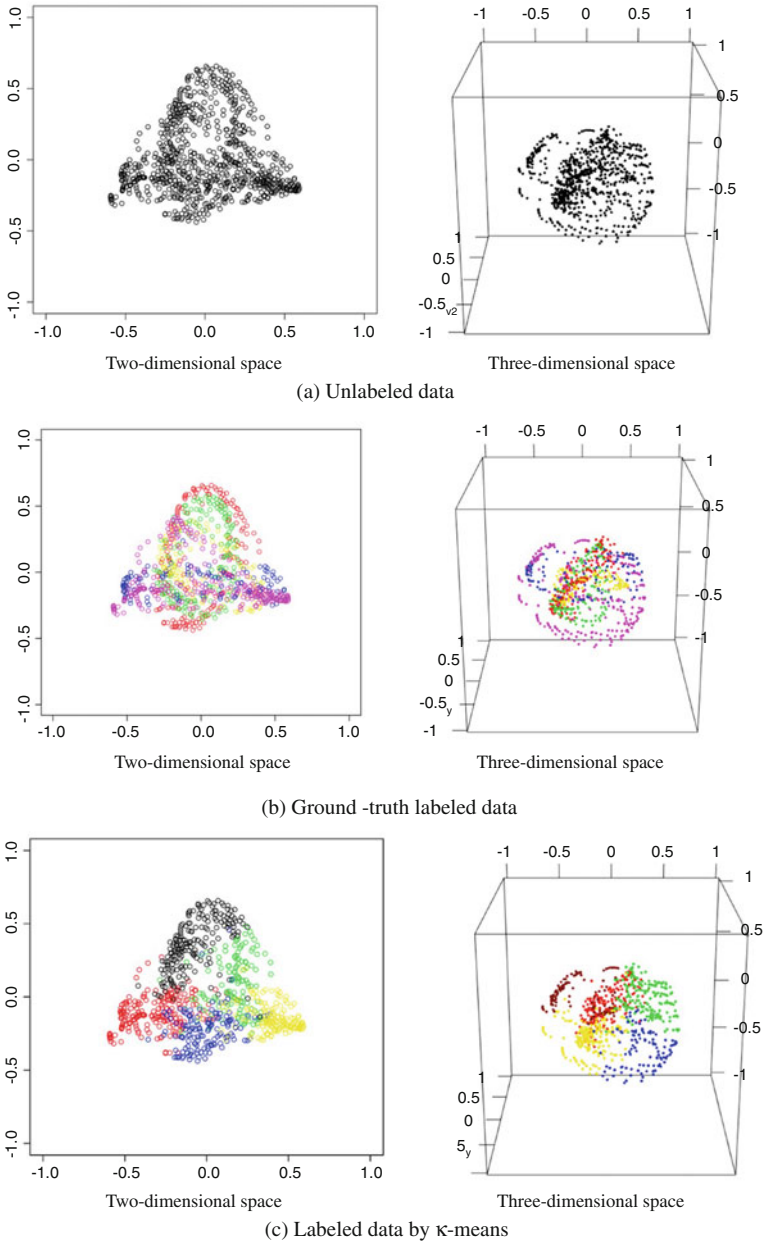 -1 -0.5 0 0.5 1
1.0
0.5
0.0
-0.5
-1.0
1
0.5
0
-0.5
-1
1
0.5
0
-0.5
v2
-1
-1.0 -0.5 0.0 0.5 1.0
Two-dimensional space
Three-dimensional space
(a) Unlabeled data
-1 -0.5 0 0.5 1
1.0
0.5
0.0
-0.5
-1.0
1
0.5
0
-0.5
-1
1
0.5
0
-0.5
y
-1
-1.0 -0.5 0.0 0.5 1.0
Two-dimensional space
Three-dimensional space
(b) Ground -truth labeled data
-1 -0.5 0 0.5 1
1.0
0.5
0.0
-0.5
-1.0
1
0.5
0
-0.5
-1
1
0.5
0
5
y
-1.0 -0.5 0.0 0.5 1.0
Two-dimensional space
Three-dimensional space
(c) Labeled data by κ-means